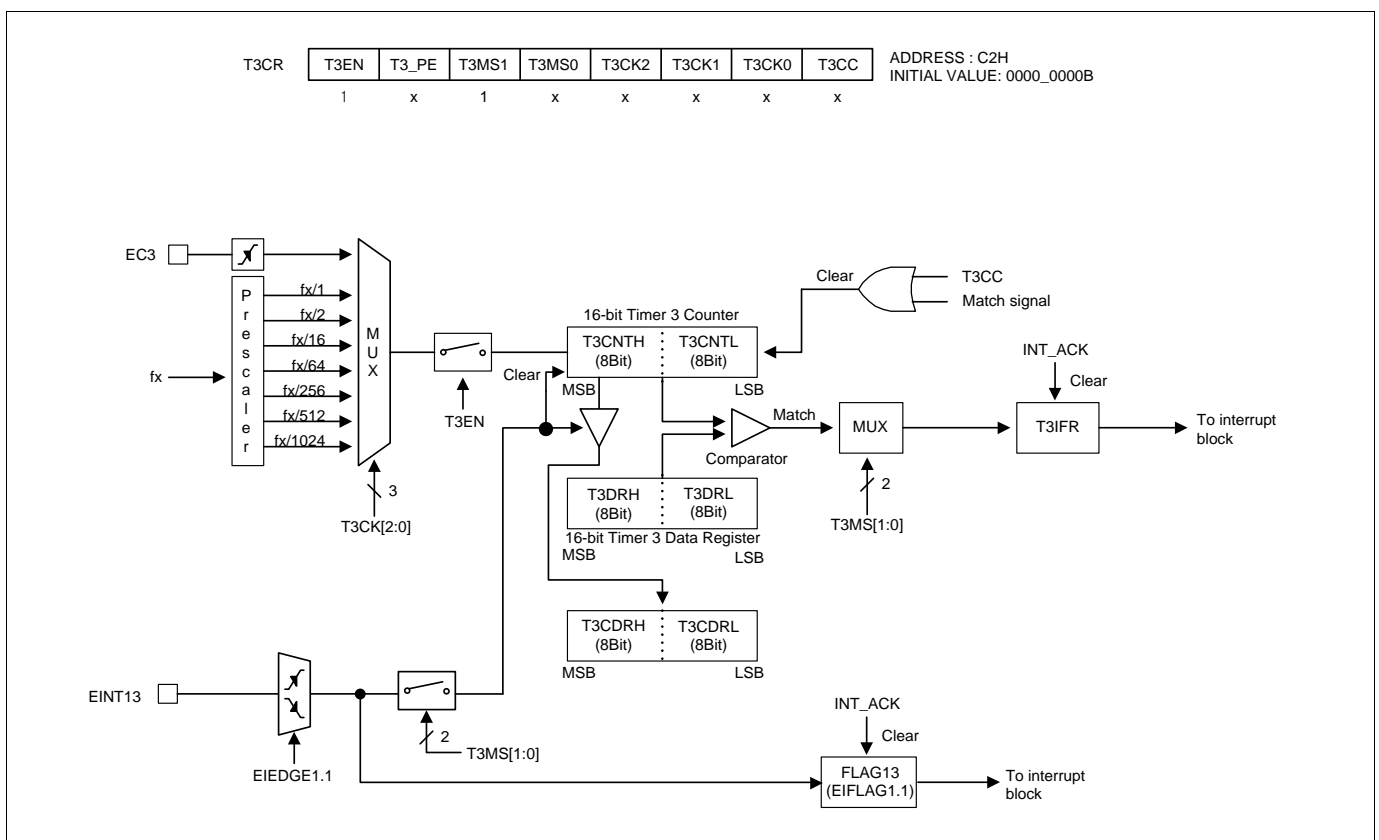 T3CR T3EN T3_PE T3MS1 T3MS0 T3CK2 T3CK1 T3CK0 T3CC ADDRESS : C2H
INITIAL VALUE: 0000_0000B
1 x 1 x x x x x
EC3
Prescaler
fx/1
fx/2
fx/16
fx/64
fx/256
fx/512
fx/1024
fx
MUX
3
T3CK[2:0]
T3EN
Clear
16-bit Timer 3 Counter
T3CNTH
(8Bit)
T3CNTL
(8Bit)
MSB
LSB
Clear
T3CC
Match signal
Comparator
Match
MUX
2
T3MS[1:0]
INT_ACK
Clear
T3IFR
To interrupt
block
T3DRH
(8Bit)
T3DRL
(8Bit)
16-bit Timer 3 Data Register
MSB
LSB
T3CDRH
(8Bit)
T3CDRL
(8Bit)
MSB
LSB
EINT13
EIEDGE1.1
2
T3MS[1:0]
INT_ACK
Clear
FLAG13
(EIFLAG1.1)
To interrupt
block